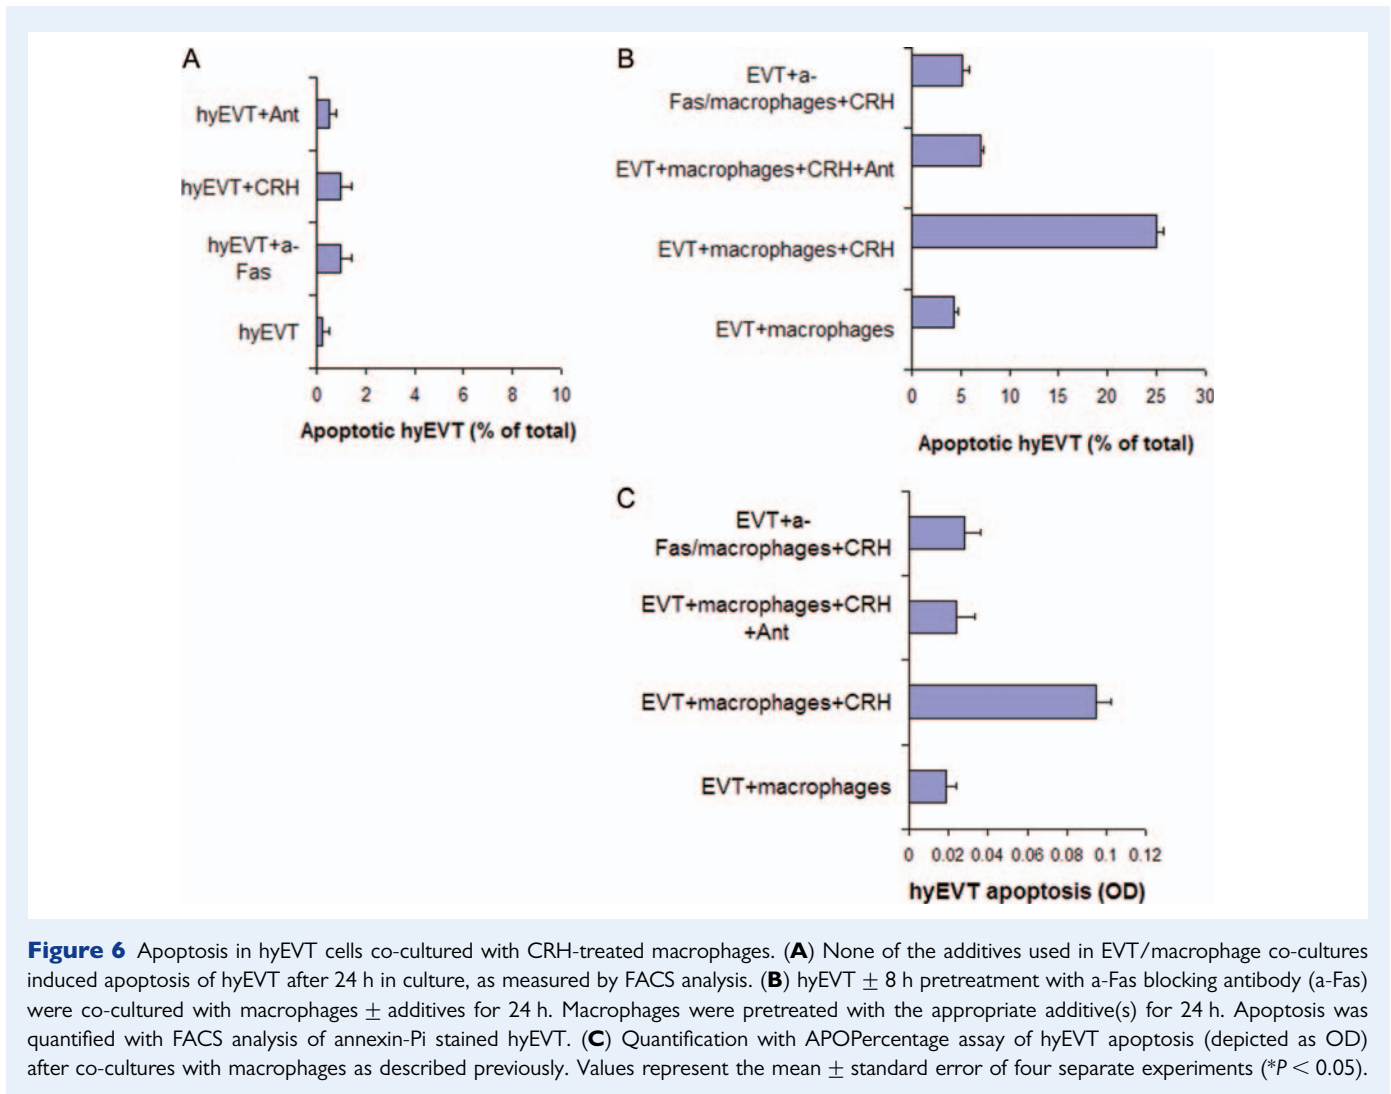 A
hyEVT+Ant
hyEVT+CRH
hyEVT+a-
Fas
hyEVT
0 2 4 6 8 10
Apoptotic hyEVT (% of total)
B
EVT+a-
Fas/macrophages+CRH
EVT+macrophages+CRH+Ant
EVT+macrophages+CRH
EVT+macrophages
0 5 10 15 20 25 30
Apoptotic hyEVT (% of total)
C
EVT+a-
Fas/macrophages+CRH
EVT+macrophages+CRH
+Ant
EVT+macrophages+CRH
EVT+macrophages
0 0.02 0.04 0.06 0.08 0.1 0.12
hyEVT apoptosis (OD)
Figure 6 Apoptosis in hyEVT cells co-cultured with CRH-treated macrophages. (A) None of the additives used in EVT/macrophage co-cultures
induced apoptosis of hyEVT after 24 h in culture, as measured by FACS analysis. (B) hyEVT ± 8 h pretreatment with a-Fas blocking antibody (a-Fas)
were co-cultured with macrophages ± additives for 24 h. Macrophages were pretreated with the appropriate additive(s) for 24 h. Apoptosis was
quantified with FACS analysis of annexin-Pi stained hyEVT. (C) Quantification with APOPercentage assay of hyEVT apoptosis (depicted as OD)
after co-cultures with macrophages as described previously. Values represent the mean ± standard error of four separate experiments (*P < 0.05).